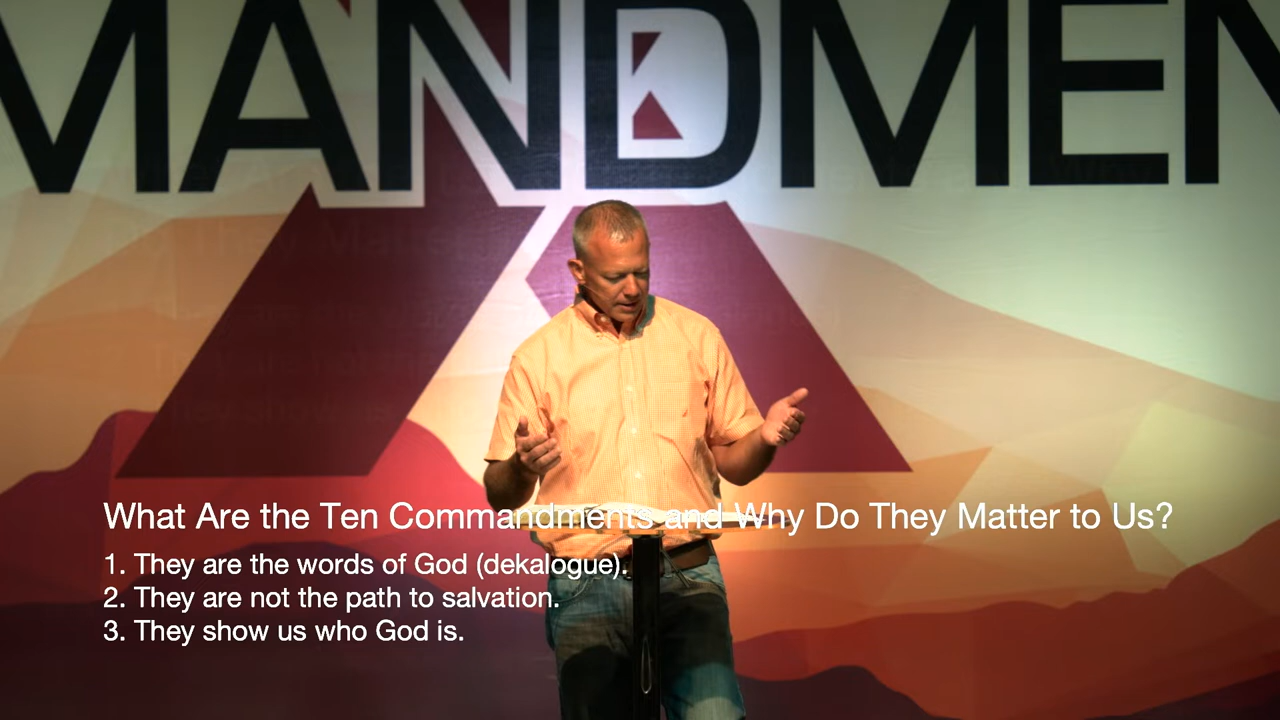 MANDMEN
What Are the Ten Commandments and Why Do They Matter to Us?
1. They are the words of God (dekalogue).
2. They are not the path to salvation.
3. They show us who God is.